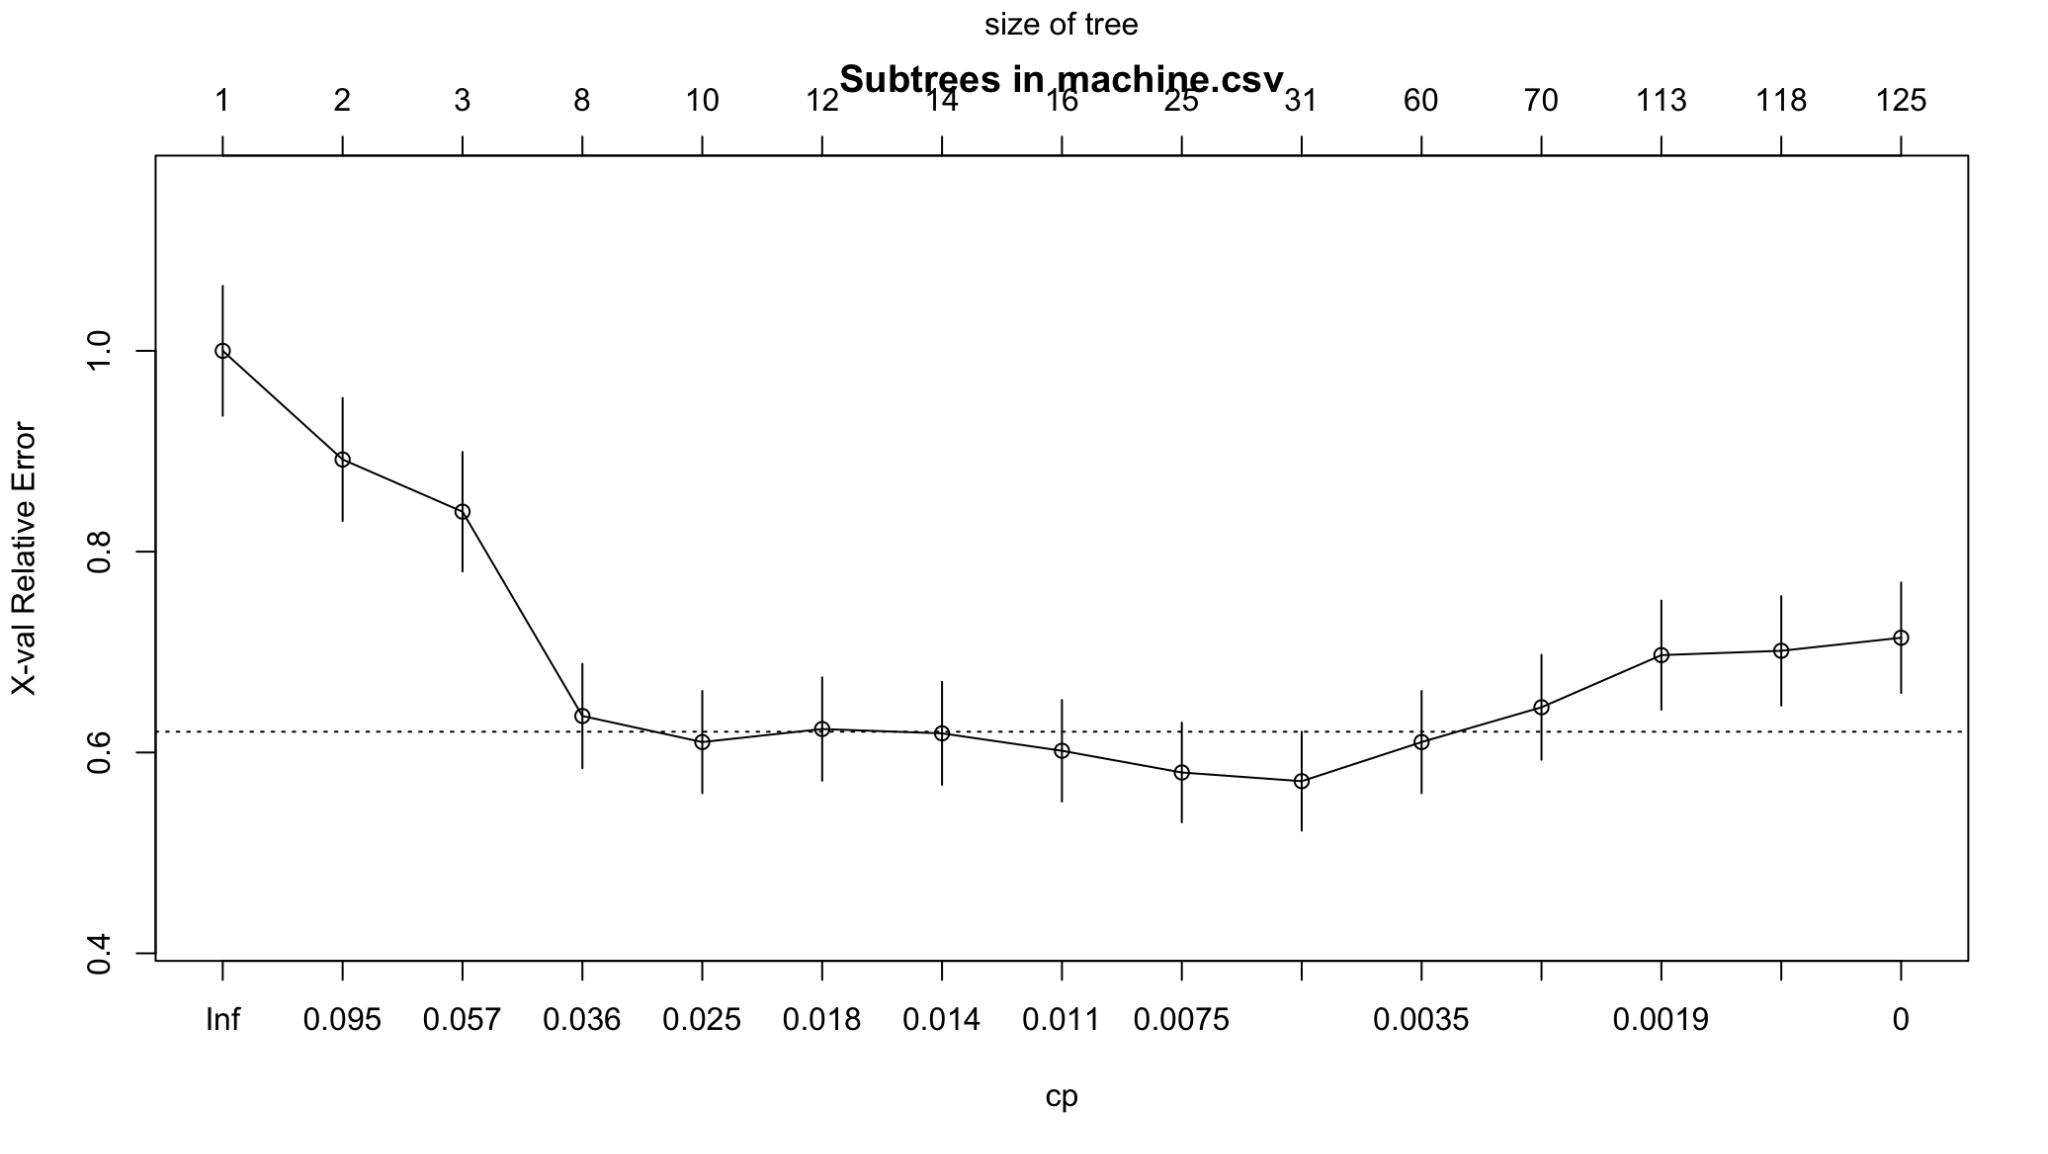 size of tree
Subtrees in machine.csv
1 2 3 8 10 12 14 16 25 31 60 70 113 118 125
X-val Relative Error
1.0
0.8
0.6
0.4
Inf 0.095 0.057 0.036 0.025 0.018 0.014 0.011 0.0075 0.0035 0.0019 0
cp